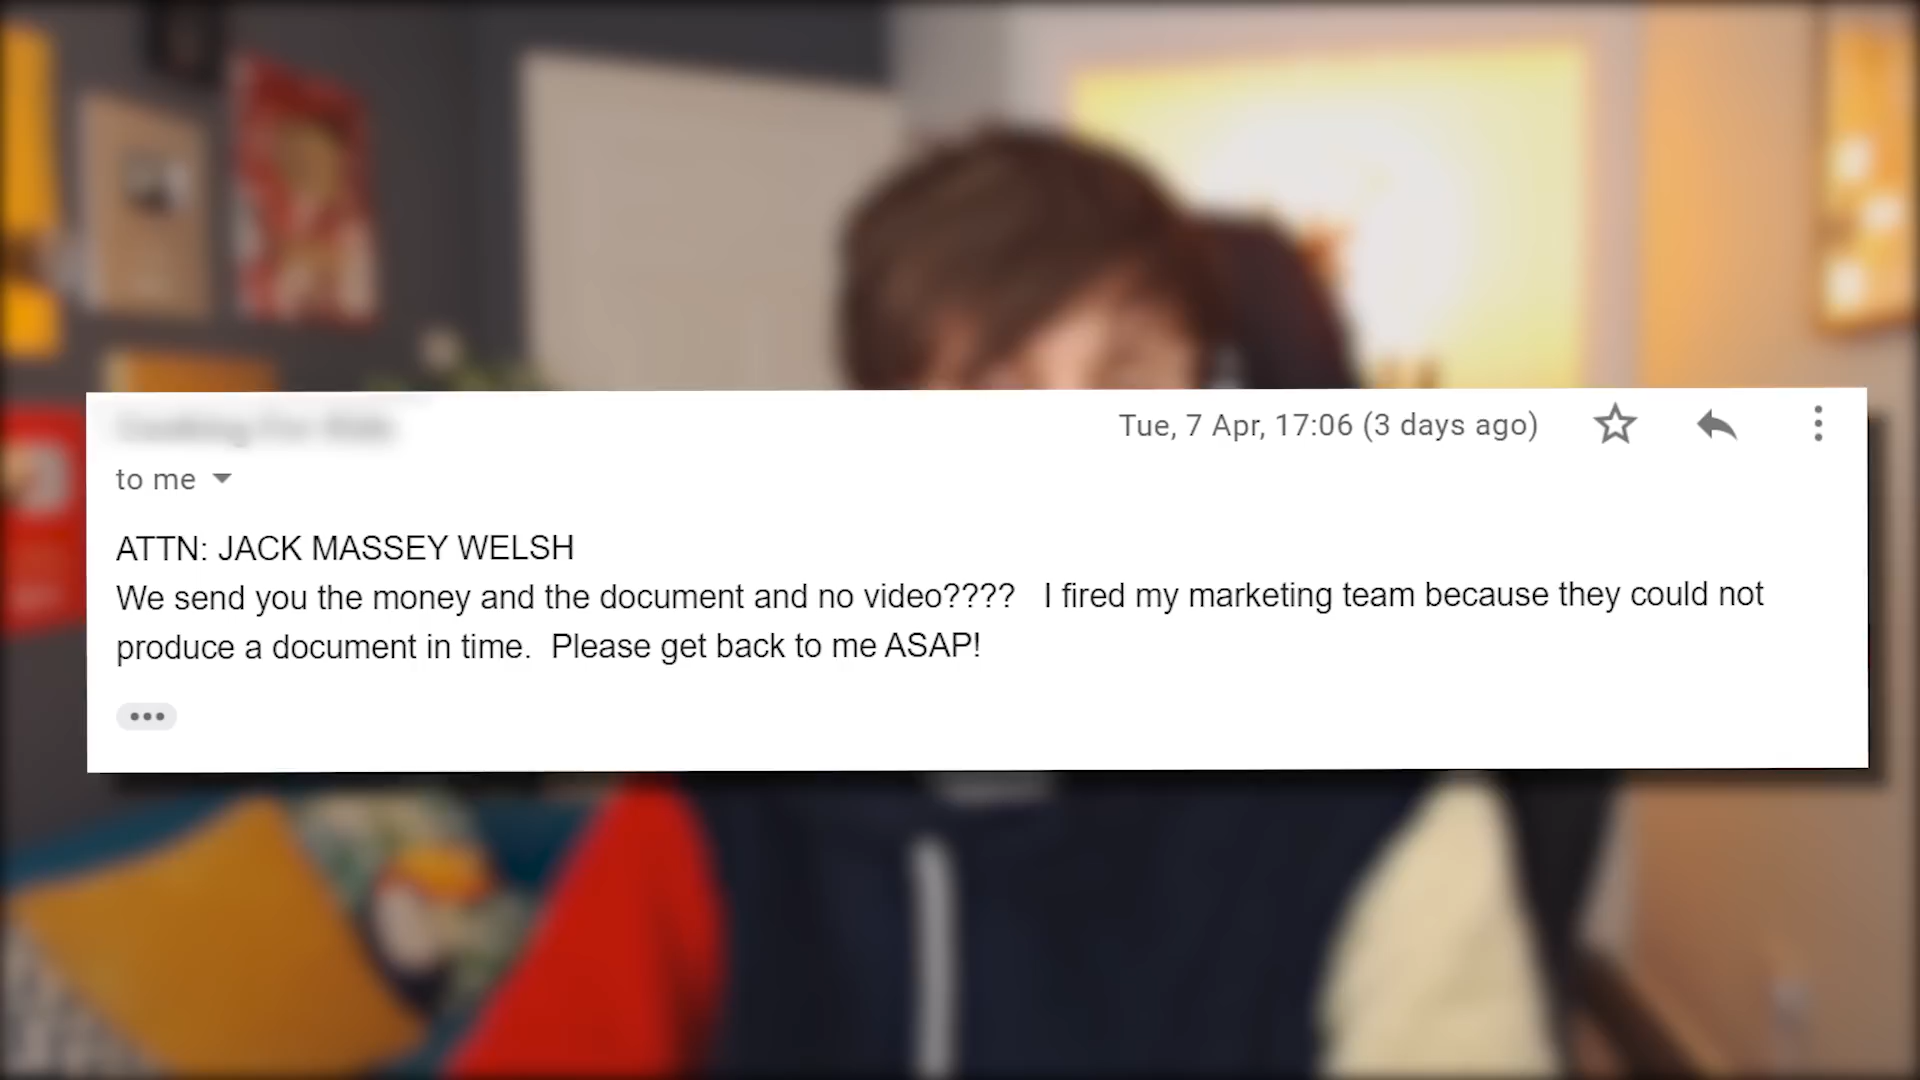 Tue, 7 Apr, 17:06 (3 days ago)
to me
ATTN: JACK MASSEY WELSH
We send you the money and the document and no video???? I fired my marketing team because they could not
produce a document in time. Please get back to me ASAP!